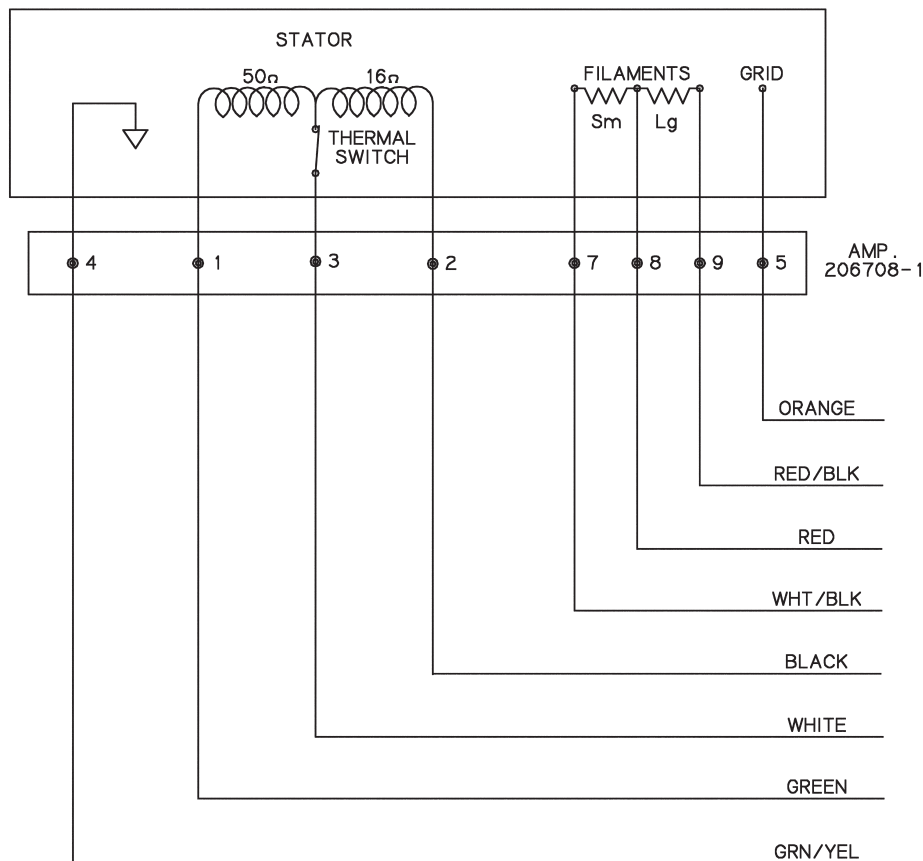 STATOR
50Ω
16Ω
FILAMENTS
GRID
Sm
Lg
THERMAL
SWITCH
4
1
3
2
7
8
9
5
AMP.
206708-1
ORANGE
RED/BLK
RED
WHT/BLK
BLACK
WHITE
GREEN
GRN/YEL